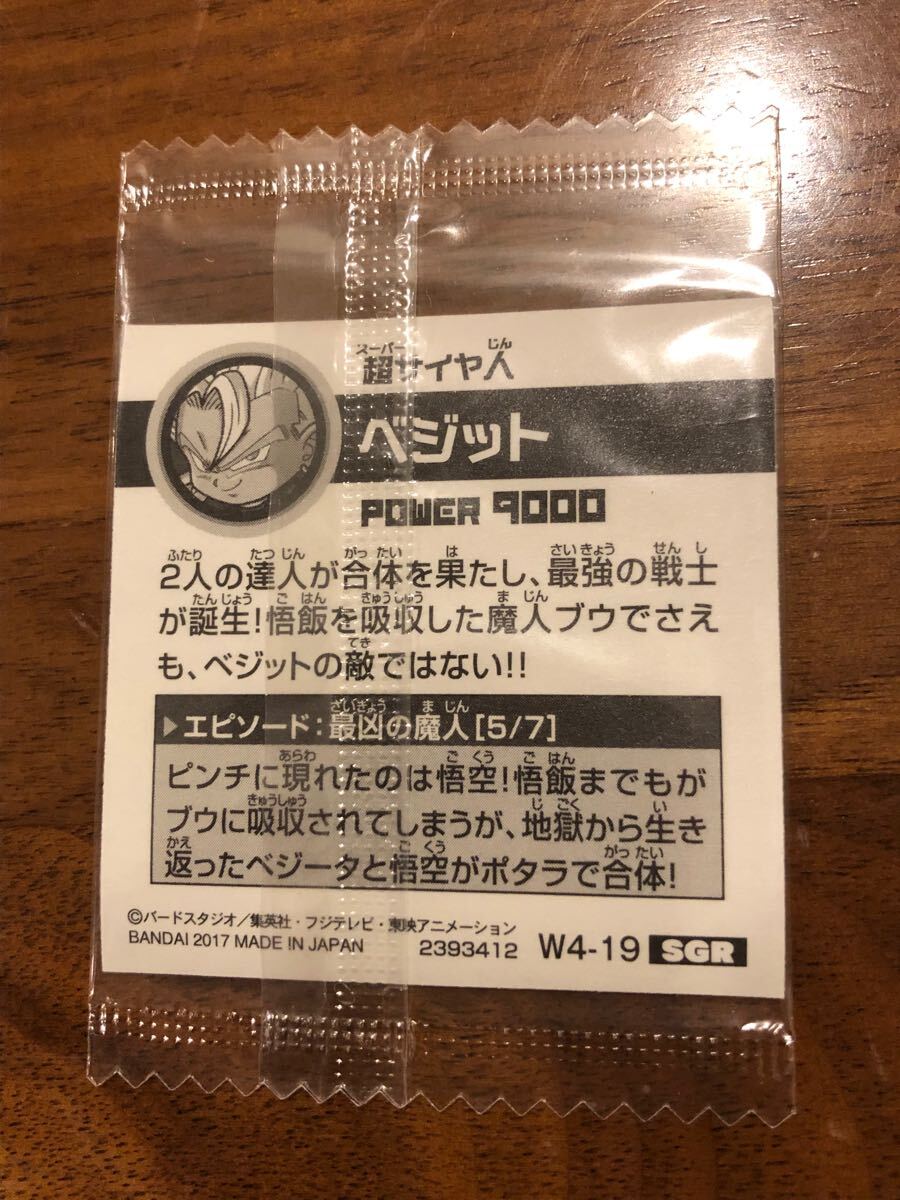 スーパー じん
超サイヤ人
ベジット
POWER 9000
ふたり たつ じん がっ たい は さい きょう せん し
2人の達人が合体を果たし、最強の戦士
たんじょう ご はん きゅうしゅう ま じん
が誕生!悟飯を吸収した魔人ブウでさえ
てき
も、ベジットの敵ではない!!
さいきょう ま じん
▶エピソード:最凶の魔人[5/7]
あらわ ご くう ご はん
ピンチに現れたのは悟空!悟飯までもが
きゅうしゅう じ ごく い
ブウに吸収されてしまうが、地獄から生き
かえ ご くう がっ たい
返ったベジータと悟空がポタラで合体!
©バードスタジオ/集英社・フジテレビ・東映アニメーション
BANDAI 2017 MADE IN JAPAN 2393412 W4-19 SGR